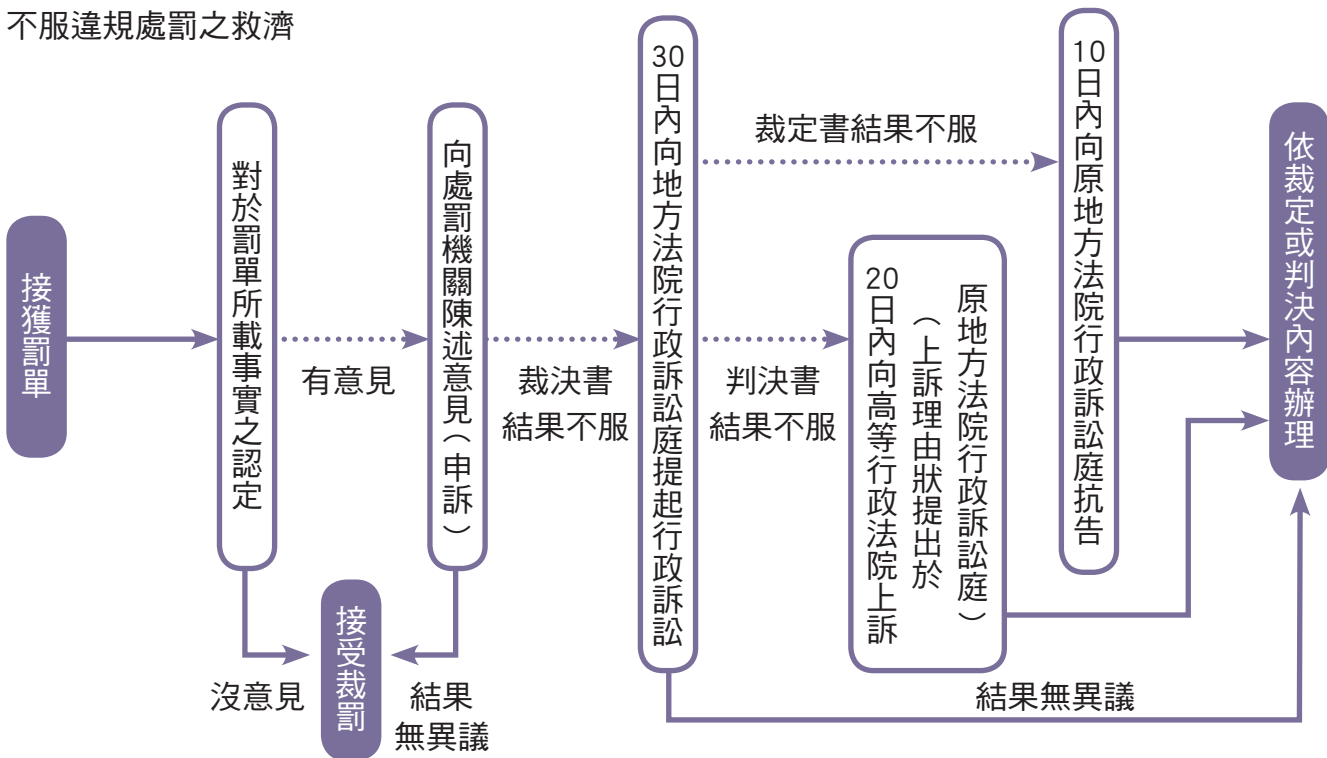 不服違規處罰之救濟
接獲罰單
對於罰單所載事實之認定
有意見
沒意見
接受裁罰
向處罰機關陳述意見（申訴）
結果
無異議
裁決書
結果不服
30日內向地方法院行政訴訟庭提起行政訴訟
裁定書結果不服
判決書
結果不服
20日內向高等行政法院上訴
（上訴理由狀提出於
原地方法院行政訴訟庭）
10日內向原地方法院行政訴訟庭抗告
結果無異議
依裁定或判決內容辦理